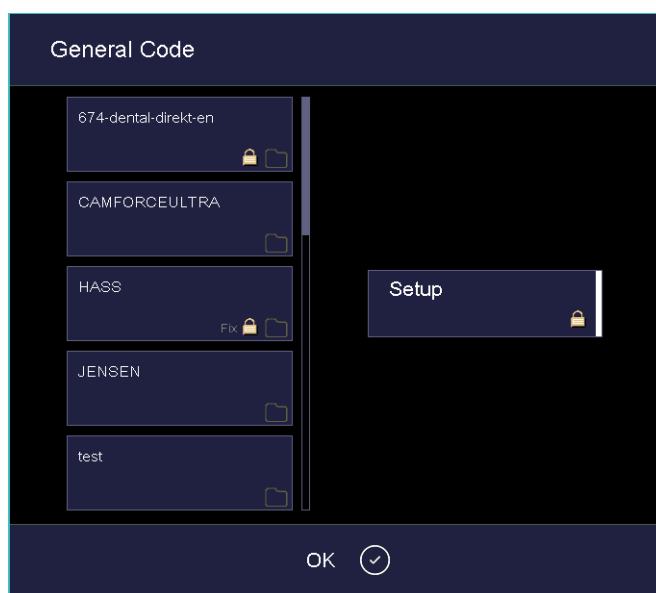 General Code
674-dental-direkt-en
CAMFORCEULTRA
HASS
Fix
JENSEN
test
Setup
OK